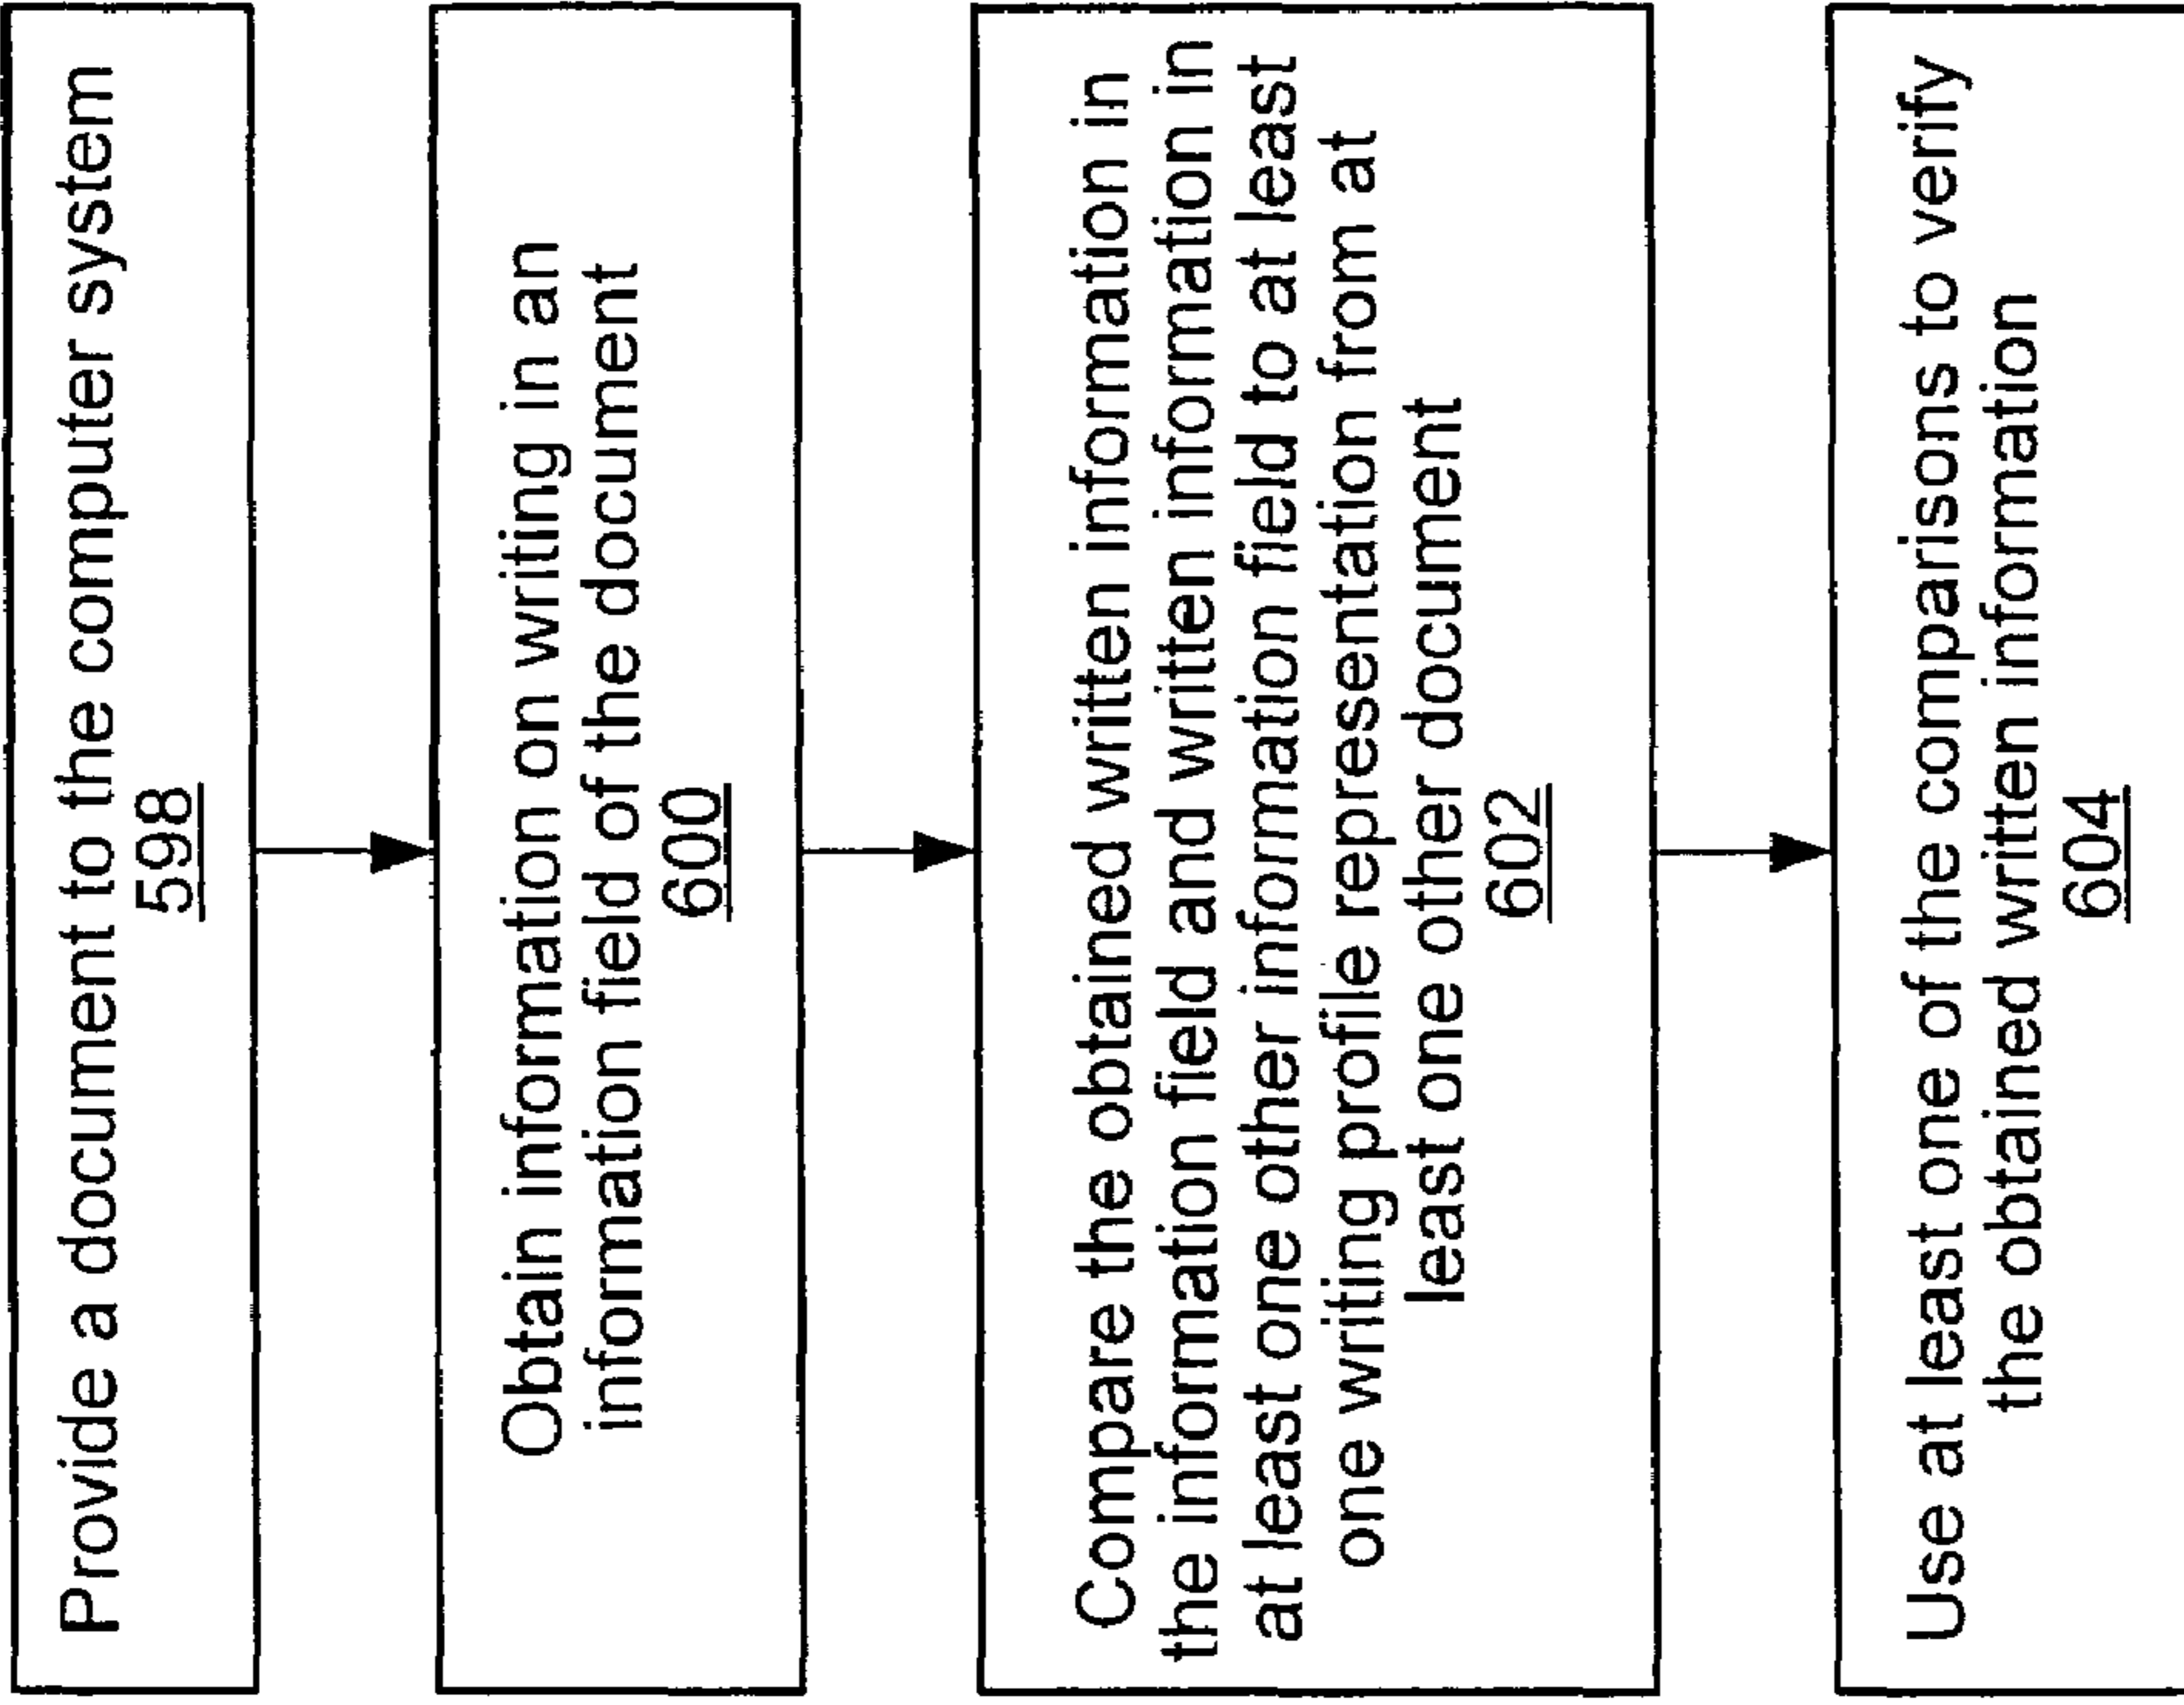 Provide a document to the computer system
598
Obtain information on writing in an
information field of the document
600
Compare the obtained written information in
the information field and written information in
at least one other information field to at least
one writing profile representation from at
least one other document
602
Use at least one of the comparisons to verify
the obtained written information
604